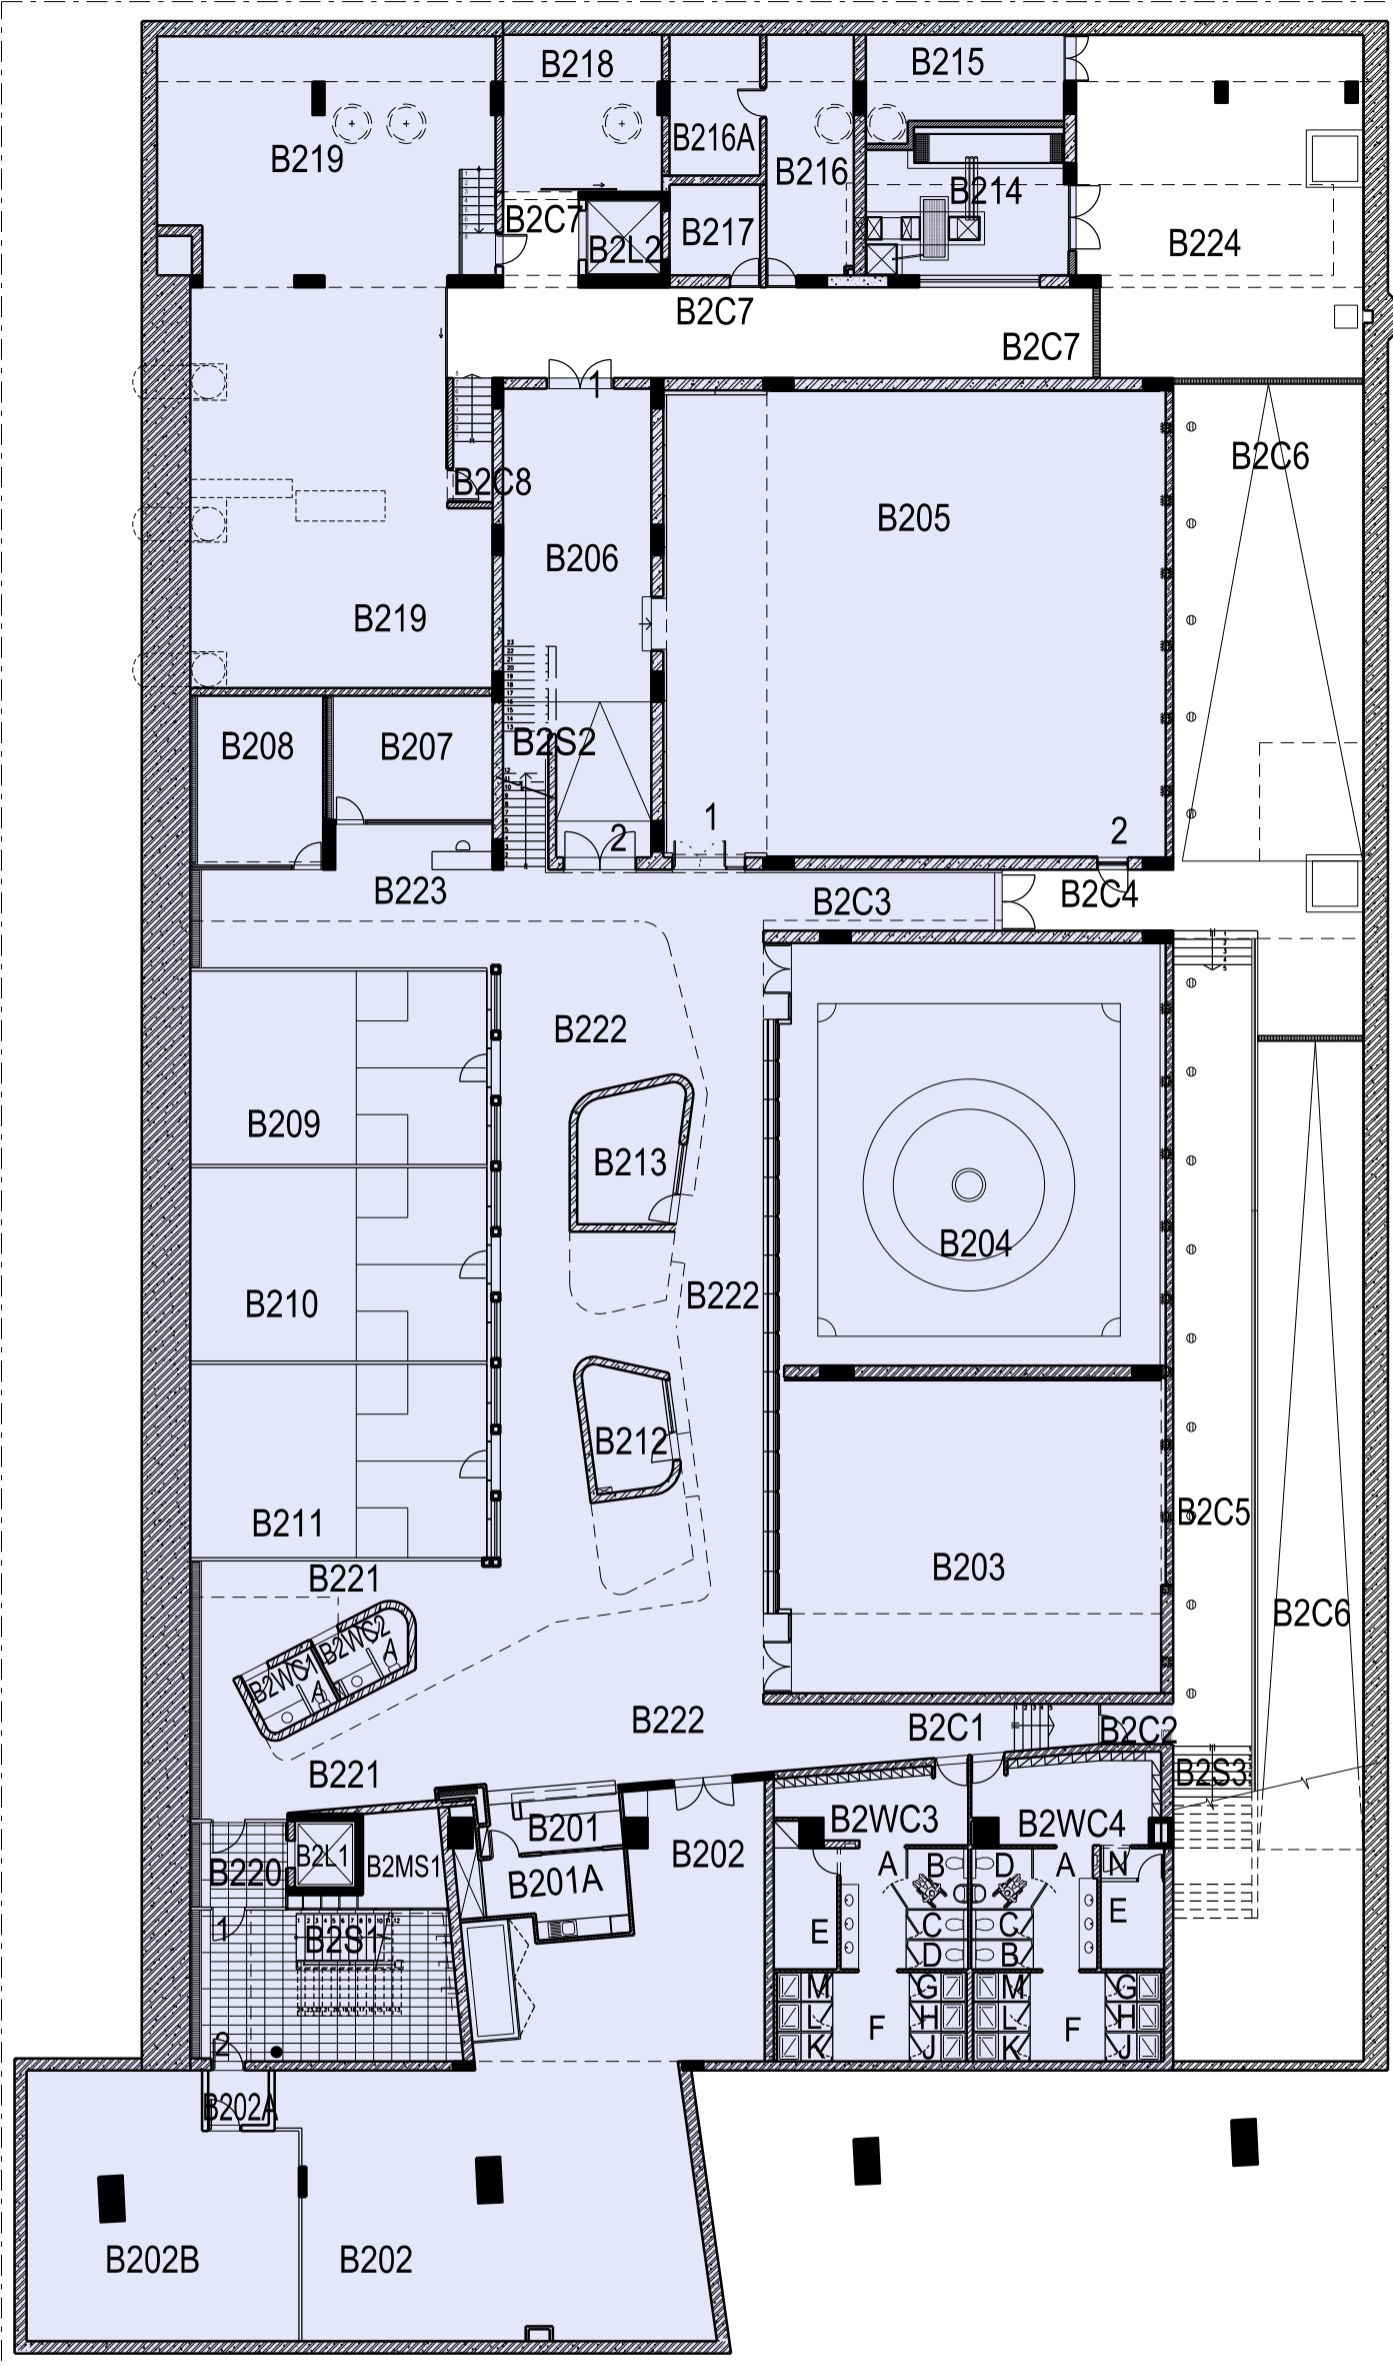 B218
B215
B216A
B219
B216
B214
B2C7
B217
B2L2
B224
B2C7
B2C7
1
B2C6
B2C8
B205
B206
B219
B2S2
B208
B207
1
2
2
B223
B2C3
B2C4
B222
B209
B213
B204
B222
B210
B212
B2C5
B211
B203
B221
B2C6
B2WC2
A
B2WC1
A
B222
B2C1
B2C2
B221
B2S3
B201
B2WC3
B2WC4
B2L1
B2MS1
B202
B220
B201A
A
B
D
A
N
E
E
C
C
D
B
1
B2S1
M
G
M
G
L
H
L
H
F
F
K
J
K
J
2
B202A
B202B
B202